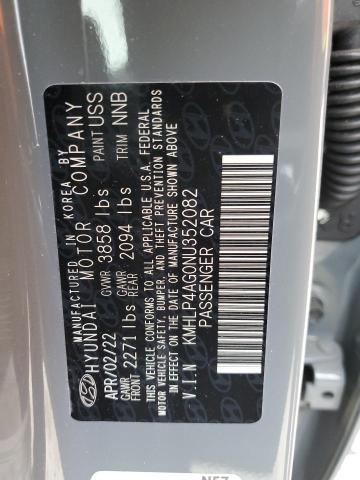 MANUFACTURED IN KOREA BY
HYUNDAI MOTOR COMPANY
APR/02/22 GVWR 3858 lbs PAINT USS
GAWR FRONT 2271 lbs GAWR REAR 2094 lbs TRIM NNB
THIS VEHICLE CONFORMS TO ALL APPLICABLE U.S.A. FEDERAL
MOTOR VEHICLE SAFETY, BUMPER, AND THEFT PREVENTION STANDARDS
IN EFFECT ON THE DATE OF MANUFACTURE SHOWN ABOVE
V.I.N KMHLP4AG0NU352082
PASSENGER CAR